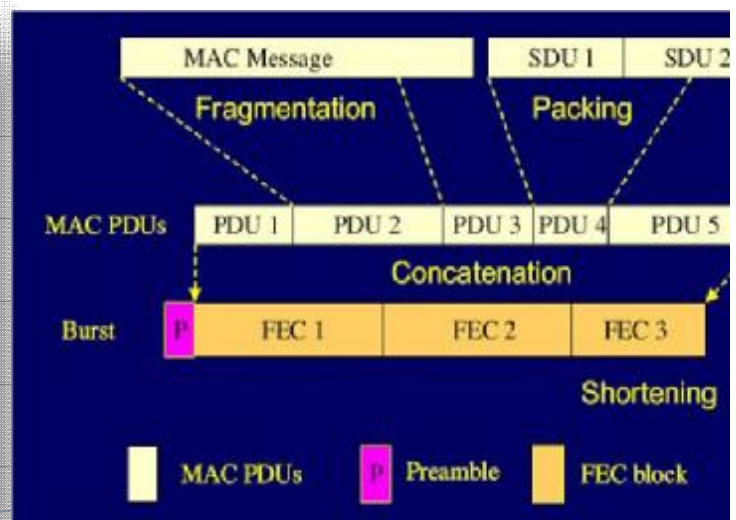 MAC Message SDU 1 SDU 2
Fragmentation Packing
MAC PDUs PDU 1 PDU 2 PDU 3 PDU 4 PDU 5
Concatenation
Burst P FEC 1 FEC 2 FEC 3
Shortening
MAC PDUs P Preamble FEC block